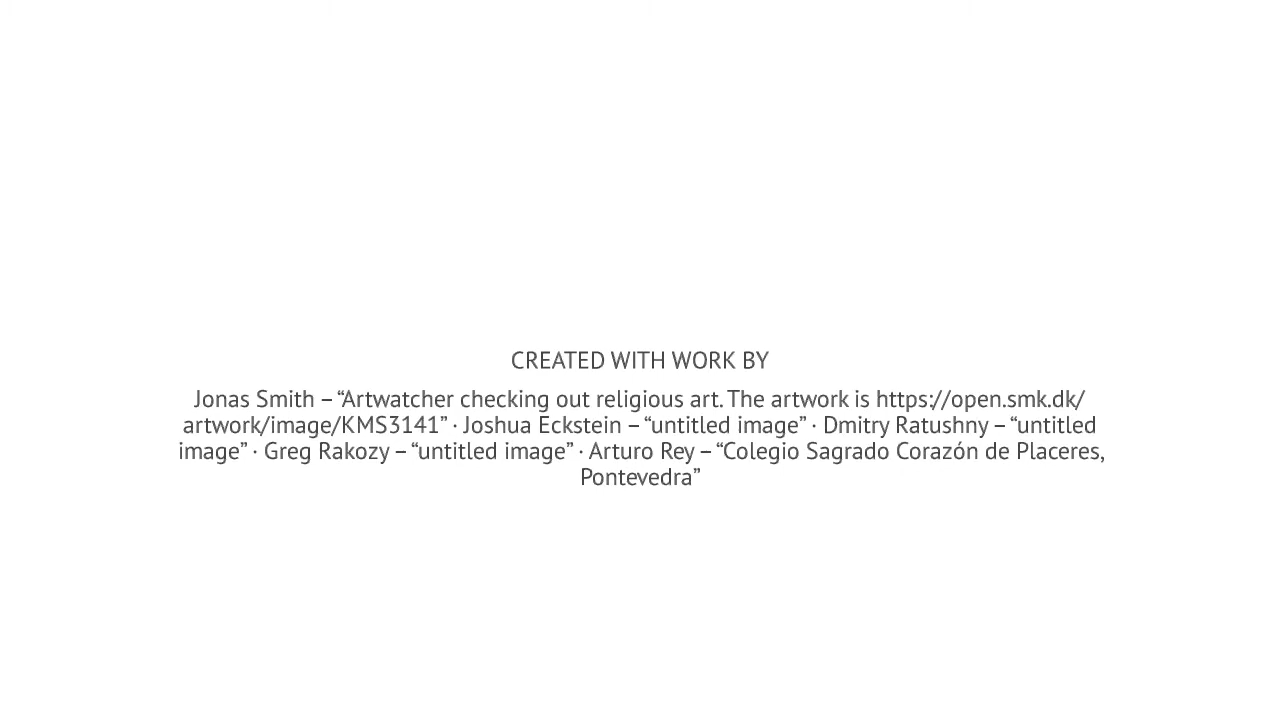 CREATED WITH WORK BY
Jonas Smith – “Artwatcher checking out religious art. The artwork is https://open.smk.dk/
artwork/image/KMS3141” · Joshua Eckstein – “untitled image” · Dmitry Ratushny – “untitled
image” · Greg Rakozy – “untitled image” · Arturo Rey – “Colegio Sagrado Corazón de Placeres,
Pontevedra”